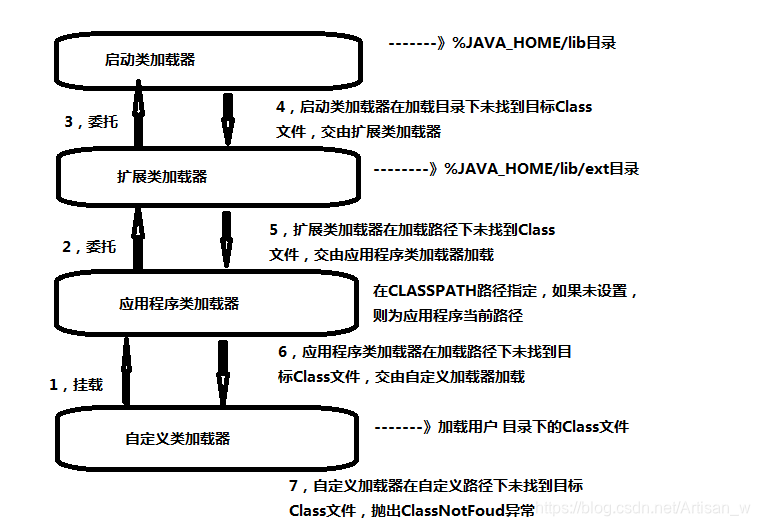 启动类加载器
-------》%JAVA_HOME/lib目录
3，委托
4，启动类加载器在加载目录下未找到目标Class
文件，交由扩展类加载器
扩展类加载器
--------》%JAVA_HOME/lib/ext目录
2，委托
5，扩展类加载器在加载路径下未找到Class
文件，交由应用程序类加载器加载
应用程序类加载器
在CLASSPATH路径指定，如果未设置，
则为应用程序当前路径
1，挂载
6，应用程序类加载器在加载路径下未找到目
标Class文件，交由自定义加载器加载
自定义类加载器
-------》加载用户 目录下的Class文件
7，自定义加载器在自定义路径下未找到目标
Class文件，抛出ClassNotFoud异常
https://blog.csdn.net/Artisan_w